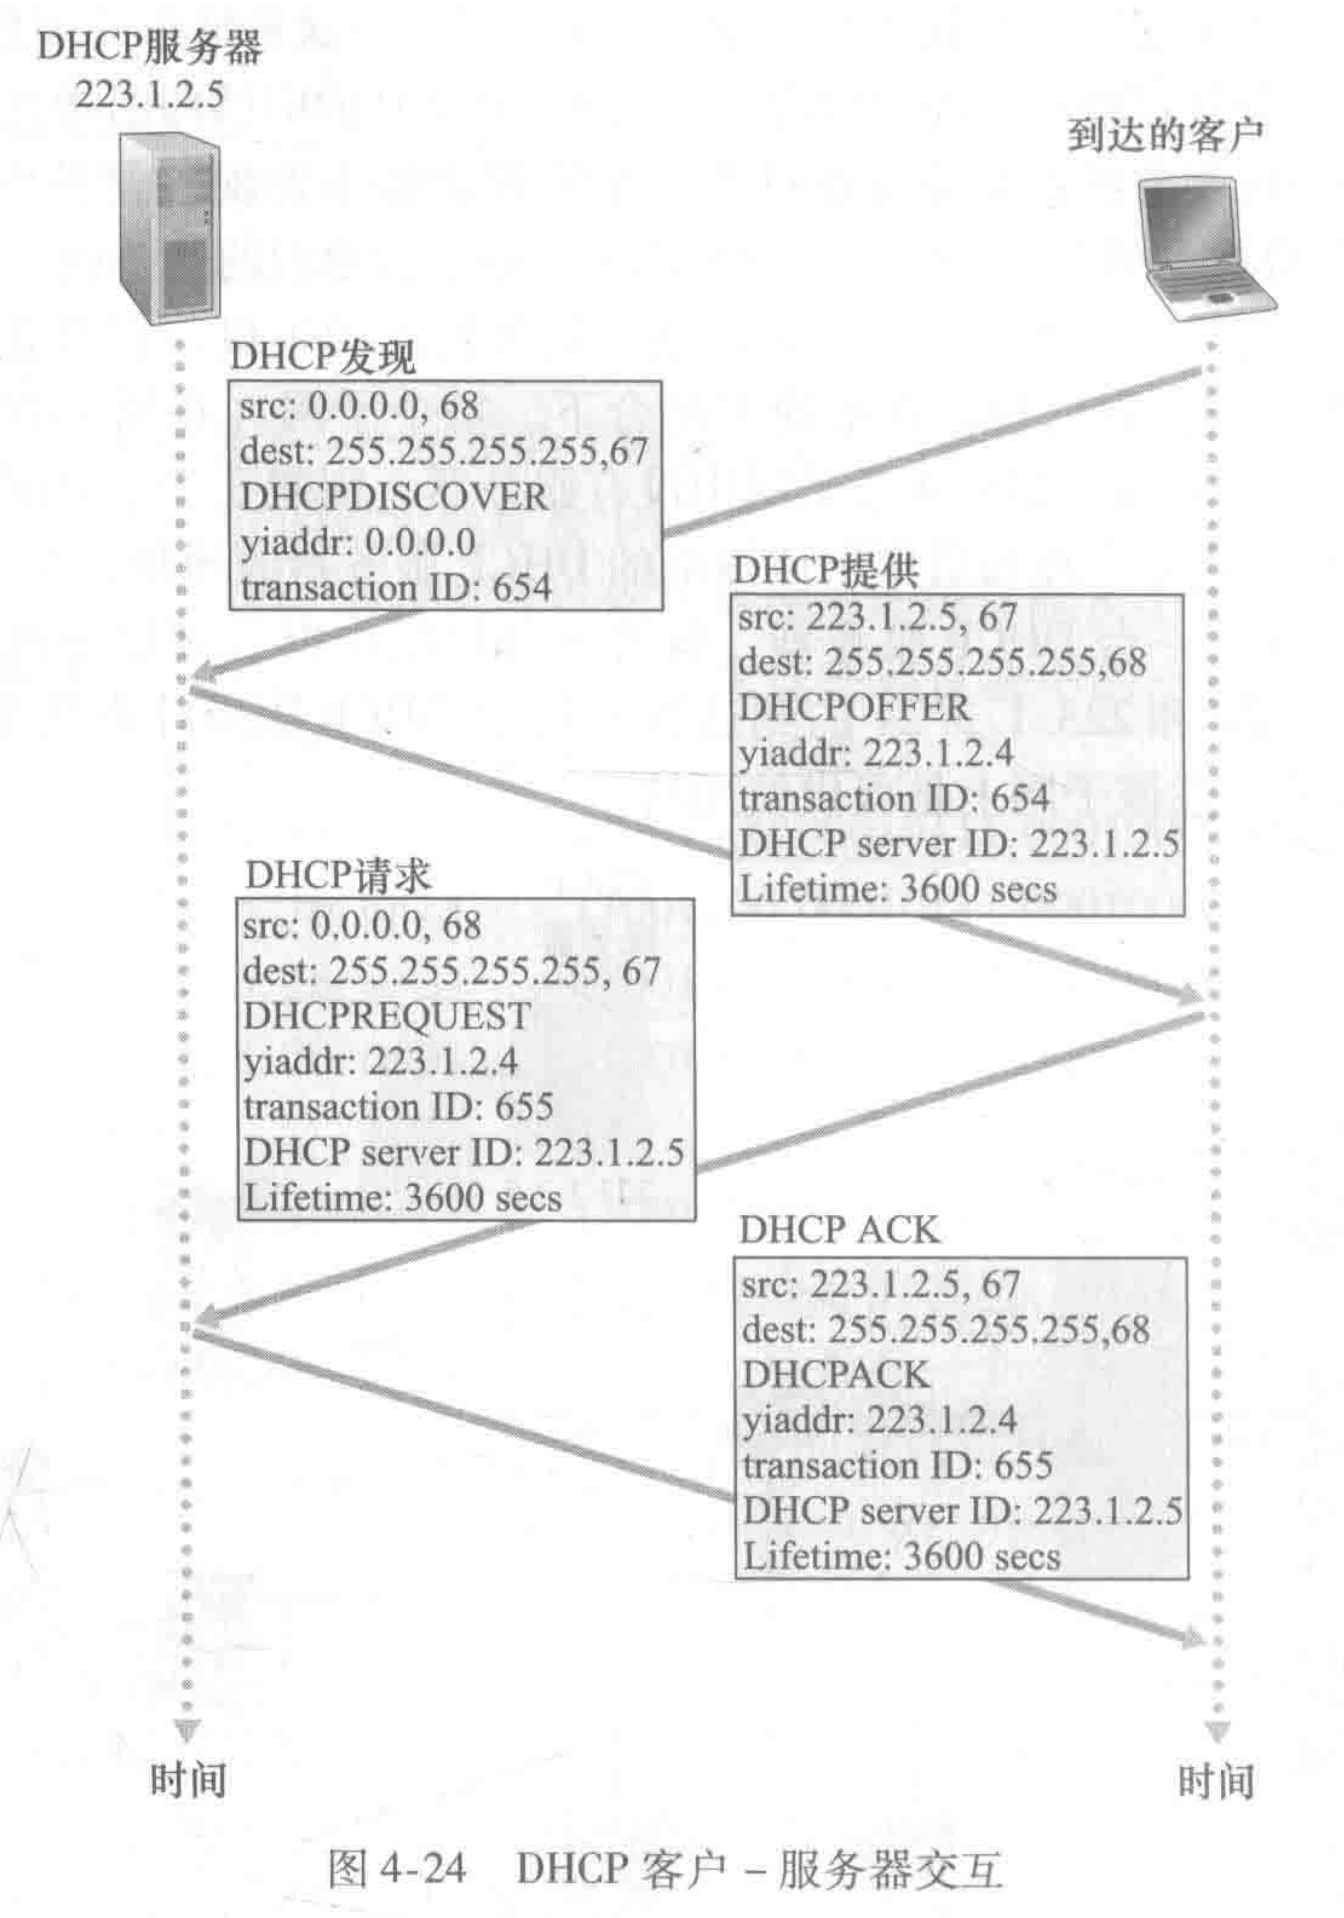 DHCP服务器
223.1.2.5
到达的客户
DHCP发现
src: 0.0.0.0, 68
dest: 255.255.255.255,67
DHCPDISCOVER
yiaddr: 0.0.0.0
transaction ID: 654
DHCP提供
src: 223.1.2.5, 67
dest: 255.255.255.255,68
DHCPOFFER
yiaddr: 223.1.2.4
transaction ID: 654
DHCP server ID: 223.1.2.5
Lifetime: 3600 secs
DHCP请求
src: 0.0.0.0, 68
dest: 255.255.255.255, 67
DHCPREQUEST
yiaddr: 223.1.2.4
transaction ID: 655
DHCP server ID: 223.1.2.5
Lifetime: 3600 secs
DHCP ACK
src: 223.1.2.5, 67
dest: 255.255.255.255,68
DHCPACK
yiaddr: 223.1.2.4
transaction ID: 655
DHCP server ID: 223.1.2.5
Lifetime: 3600 secs
时间
时间
图 4-24 DHCP 客户 – 服务器交互